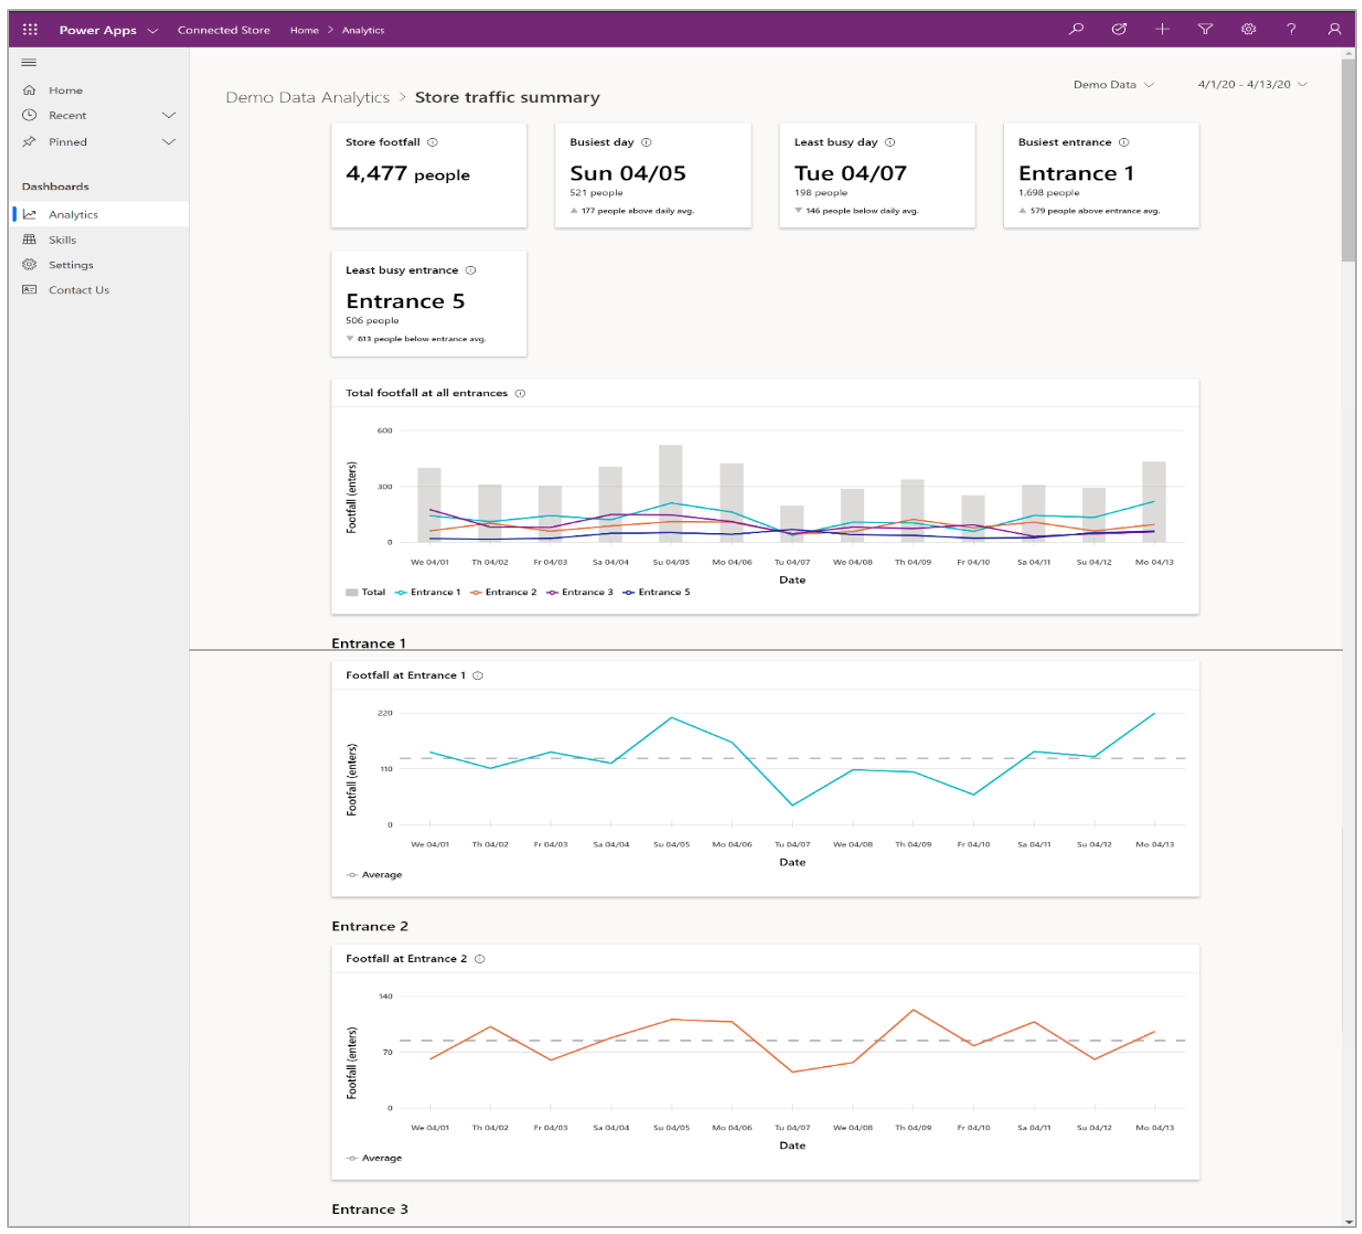 Power Apps Connected Store Home > Analytics
Home
Recent
Pinned
Dashboards
Analytics
Skills
Settings
Contact Us
Demo Data 4/1/20 - 4/13/20
Demo Data Analytics > Store traffic summary
Store footfall
4,477 people
Busiest day
Sun 04/05
521 people
177 people above daily avg.
Least busy day
Tue 04/07
198 people
146 people below daily avg.
Busiest entrance
Entrance 1
1,698 people
579 people above entrance avg.
Least busy entrance
Entrance 5
506 people
613 people below entrance avg.
Total footfall at all entrances
600
300
0
Footfall (enters)
We 04/01 Th 04/02 Fr 04/03 Sa 04/04 Su 04/05 Mo 04/06 Tu 04/07 We 04/08 Th 04/09 Fr 04/10 Sa 04/11 Su 04/12 Mo 04/13
Date
Total Entrance 1 Entrance 2 Entrance 3 Entrance 5
Entrance 1
Footfall at Entrance 1
220
110
0
Footfall (enters)
We 04/01 Th 04/02 Fr 04/03 Sa 04/04 Su 04/05 Mo 04/06 Tu 04/07 We 04/08 Th 04/09 Fr 04/10 Sa 04/11 Su 04/12 Mo 04/13
Date
Average
Entrance 2
Footfall at Entrance 2
140
70
0
Footfall (enters)
We 04/01 Th 04/02 Fr 04/03 Sa 04/04 Su 04/05 Mo 04/06 Tu 04/07 We 04/08 Th 04/09 Fr 04/10 Sa 04/11 Su 04/12 Mo 04/13
Date
Average
Entrance 3